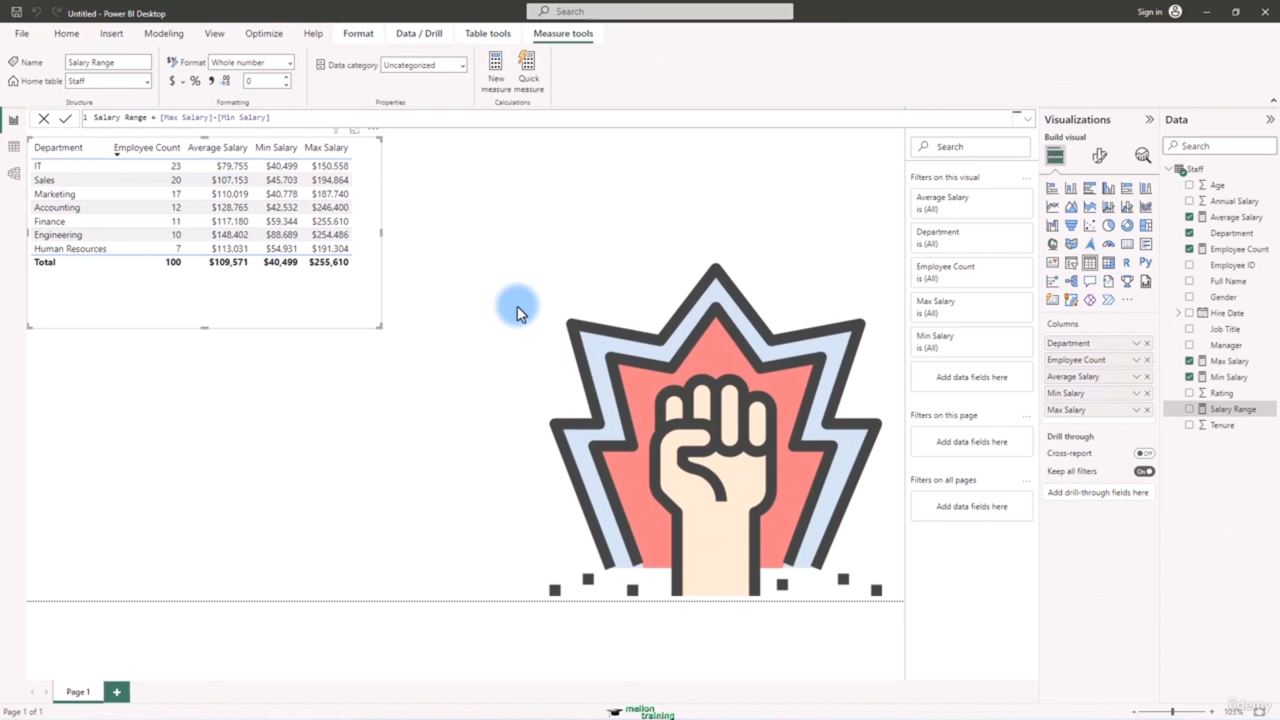 Untitled - Power BI Desktop
Search
Sign in
File Home Insert Modeling View Optimize Help Format Data / Drill Table tools Measure tools
Name Salary Range
Home table Staff
Structure
Format Whole number
$ % 0
Formatting
Data category Uncategorized
Properties
New measure
Quick measure
Calculations
1 Salary Range = [Max Salary]-[Min Salary]
Department Employee Count Average Salary Min Salary Max Salary
IT 23 $79,755 $40,499 $150,558
Sales 20 $107,153 $45,703 $194,864
Marketing 17 $110,019 $40,778 $187,740
Accounting 12 $128,765 $42,532 $246,400
Finance 11 $117,180 $59,344 $255,610
Engineering 10 $148,402 $88,689 $254,486
Human Resources 7 $113,031 $54,931 $191,304
Total 100 $109,571 $40,499 $255,610
Search
Filters on this visual
Average Salary
is (All)
Department
is (All)
Employee Count
is (All)
Max Salary
is (All)
Min Salary
is (All)
Add data fields here
Filters on this page
Add data fields here
Filters on all pages
Add data fields here
Visualizations
Build visual
R Py
Columns
Department
Employee Count
Average Salary
Min Salary
Max Salary
Drill through
Cross-report Off
Keep all filters On
Add drill-through fields here
Data
Search
Staff
Age
Annual Salary
Average Salary
Department
Employee Count
Employee ID
Full Name
Gender
Hire Date
Job Title
Manager
Max Salary
Min Salary
Rating
Salary Range
Tenure
Page 1
Page 1 of 1
mellon
training
103%
udemy